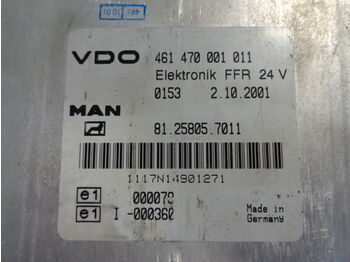 VDO 461 470 001 011
Elektronik FFR 24 V
0153 2.10.2001
MAN
81.25805.7011
1117N14901271
e1 000079
e1 I-000360
Made in
Germany